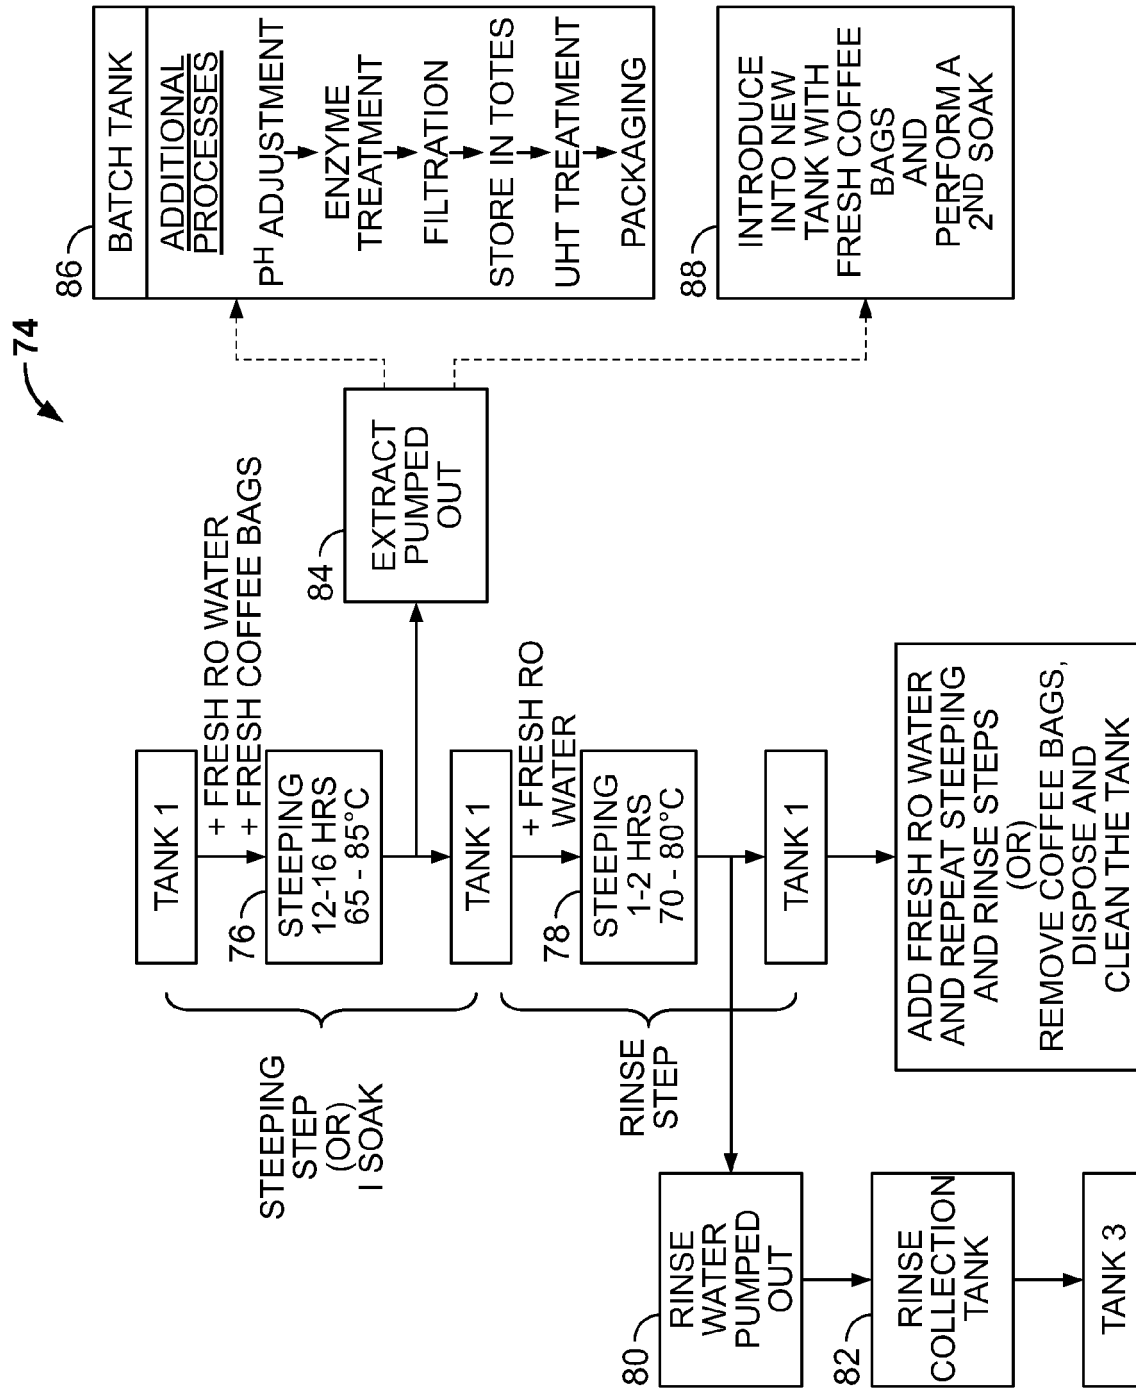 74
TANK 1
+ FRESH RO WATER
+ FRESH COFFEE BAGS
76
STEEPING
12-16 HRS
65 - 85°C
STEEPING
STEP
(OR)
I SOAK
TANK 1
+ FRESH RO
WATER
78
STEEPING
1-2 HRS
70 - 80°C
RINSE
STEP
TANK 1
ADD FRESH RO WATER
AND REPEAT STEEPING
AND RINSE STEPS
(OR)
REMOVE COFFEE BAGS,
DISPOSE AND
CLEAN THE TANK
80
RINSE
WATER
PUMPED
OUT
82
RINSE
COLLECTION
TANK
TANK 3
84
EXTRACT
PUMPED
OUT
86
BATCH TANK
ADDITIONAL
PROCESSES
PH ADJUSTMENT
ENZYME
TREATMENT
FILTRATION
STORE IN TOTES
UHT TREATMENT
PACKAGING
88
INTRODUCE
INTO NEW
TANK WITH
FRESH COFFEE
BAGS
AND
PERFORM A
2ND SOAK